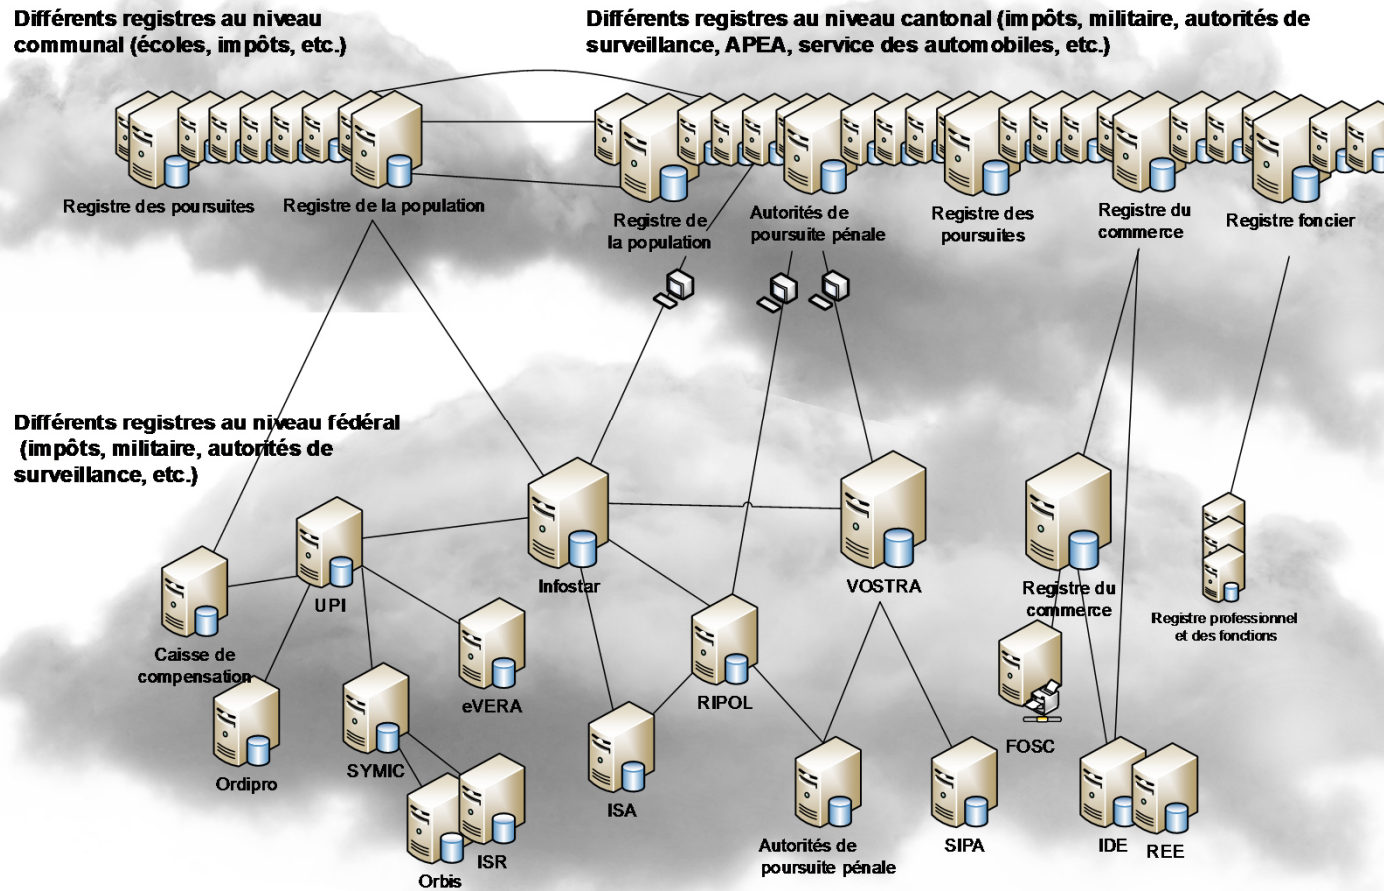 Différents registres au niveau
communal (écoles, impôts, etc.)
Différents registres au niveau cantonal (impôts, militaire, autorités de
surveillance, APEA, service des automobiles, etc.)
Registre des poursuites
Registre de la population
Registre de
la population
Autorités de
poursuite pénale
Registre des
poursuites
Registre du
commerce
Registre foncier
Différents registres au niveau fédéral
(impôts, militaire, autorités de
surveillance, etc.)
Infostar
VOSTRA
UPI
Registre du
commerce
Registre professionnel
et des fonctions
Caisse de
compensation
eVERA
RIPOL
FOSC
Ordipro
SYMIC
ISA
Orbis
ISR
Autorités de
poursuite pénale
SIPA
IDE
REE